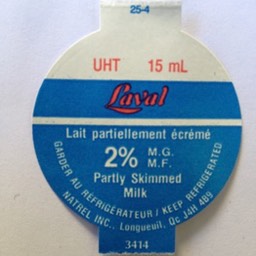 25-4
UHT 15 mL
Laval
Lait partiellement écrémé
2% M.G.
M.F.
Partly Skimmed
Milk
GARDER AU RÉFRIGÉRATEUR / KEEP REFRIGERATED
NATREL INC., Longueuil, Qc J4H 4B9
3414